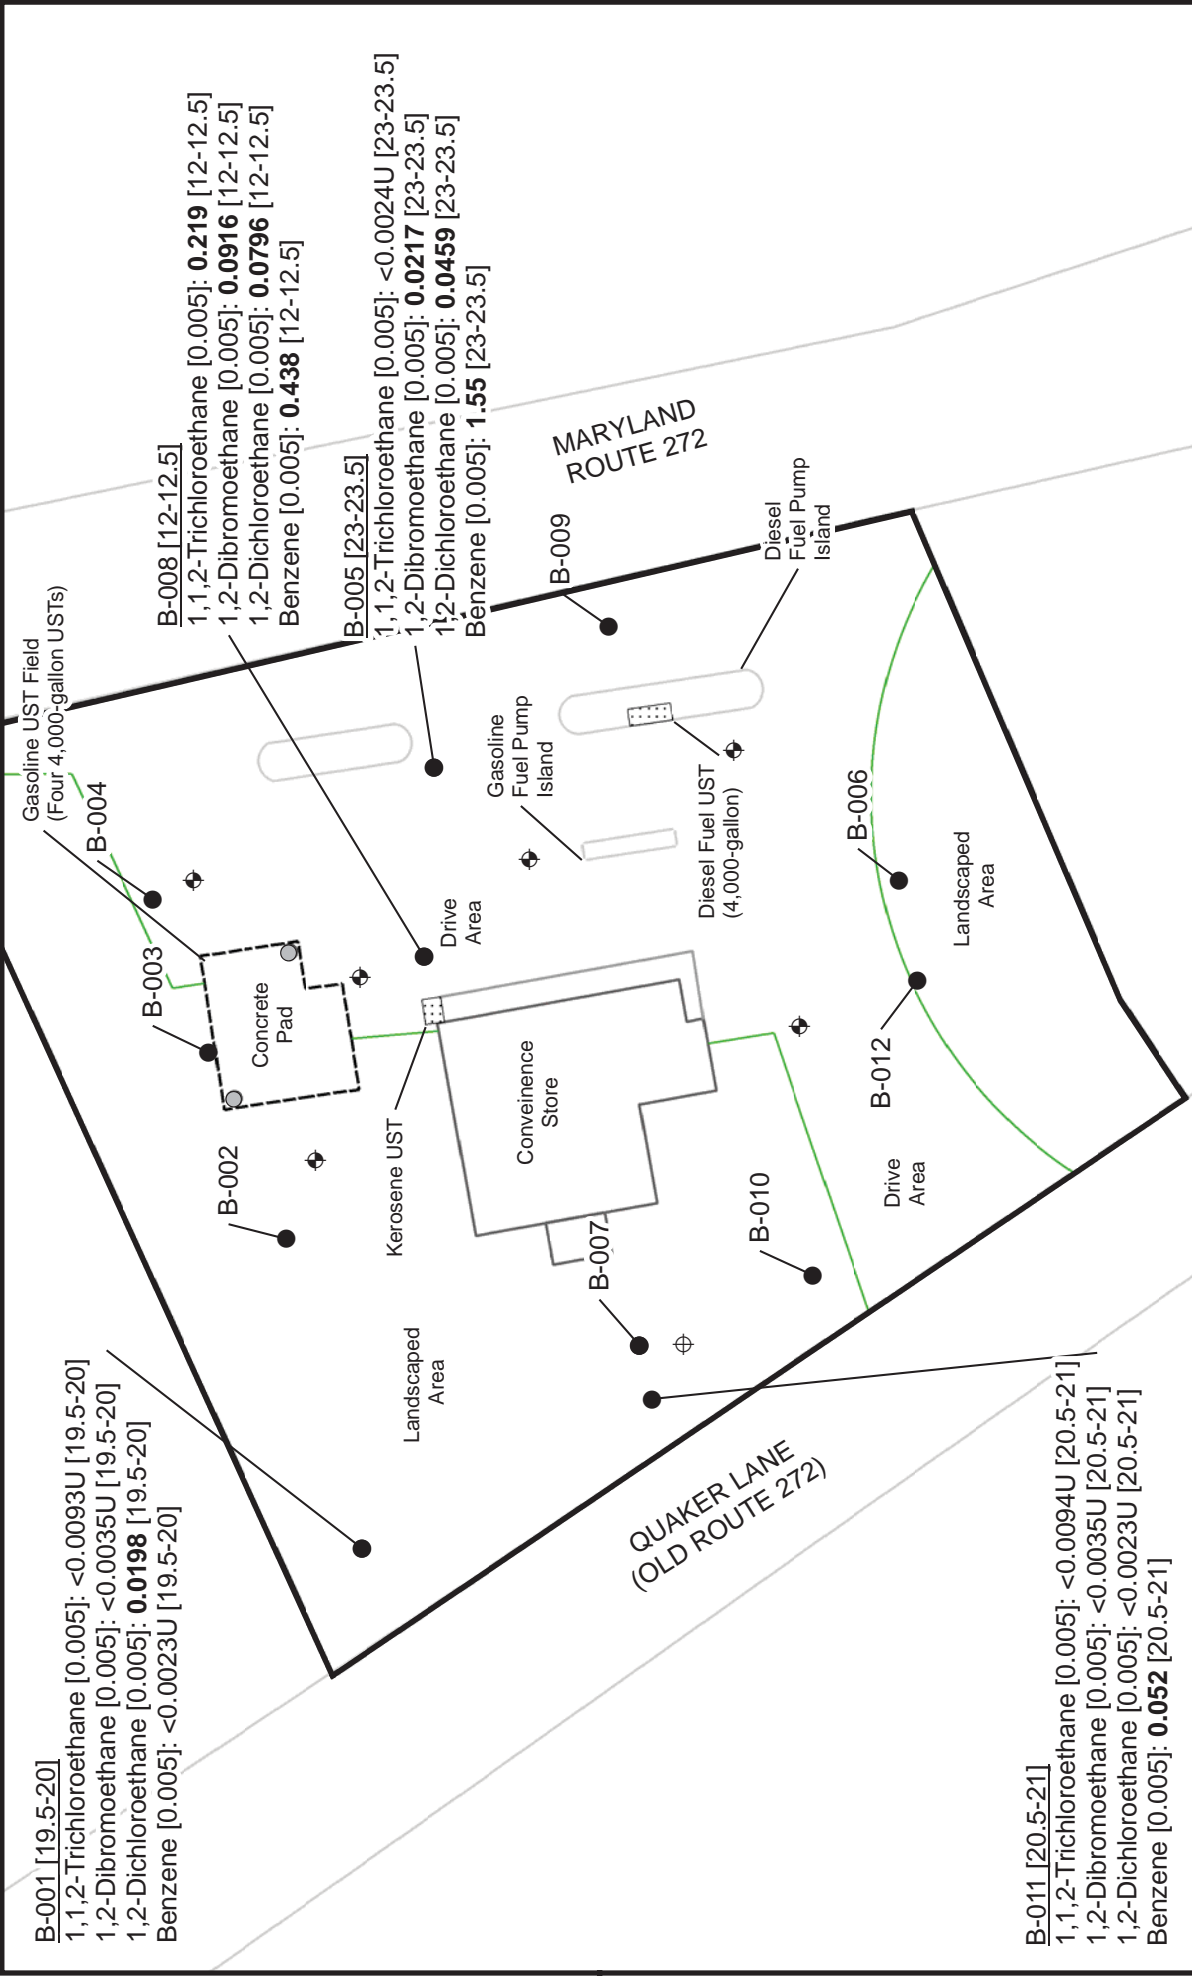 B-001 [19.5-20]
1,1,2-Trichloroethane [0.005]: <0.0093U [19.5-20]
1,2-Dibromoethane [0.005]: <0.0035U [19.5-20]
1,2-Dichloroethane [0.005]: 0.0198 [19.5-20]
Benzene [0.005]: <0.0023U [19.5-20]
Gasoline UST Field
(Four 4,000-gallon USTs)
B-008 [12-12.5]
1,1,2-Trichloroethane [0.005]: 0.219 [12-12.5]
1,2-Dibromoethane [0.005]: 0.0916 [12-12.5]
1,2-Dichloroethane [0.005]: 0.0796 [12-12.5]
Benzene [0.005]: 0.438 [12-12.5]
B-005 [23-23.5]
1,1,2-Trichloroethane [0.005]: <0.0024U [23-23.5]
1,2-Dibromoethane [0.005]: 0.0217 [23-23.5]
1,2-Dichloroethane [0.005]: 0.0459 [23-23.5]
Benzene [0.005]: 1.55 [23-23.5]
B-004
B-003
B-002
Concrete
Pad
Kerosene UST
Landscaped
Area
Drive
Area
Gasoline
Fuel Pump
Island
MARYLAND
ROUTE 272
B-009
Diesel
Fuel Pump
Island
Conveinence
Store
B-007
Diesel Fuel UST
(4,000-gallon)
B-010
B-006
B-012
Drive
Area
Landscaped
Area
QUAKER LANE
(OLD ROUTE 272)
B-011 [20.5-21]
1,1,2-Trichloroethane [0.005]: <0.0094U [20.5-21]
1,2-Dibromoethane [0.005]: <0.0035U [20.5-21]
1,2-Dichloroethane [0.005]: <0.0023U [20.5-21]
Benzene [0.005]: 0.052 [20.5-21]